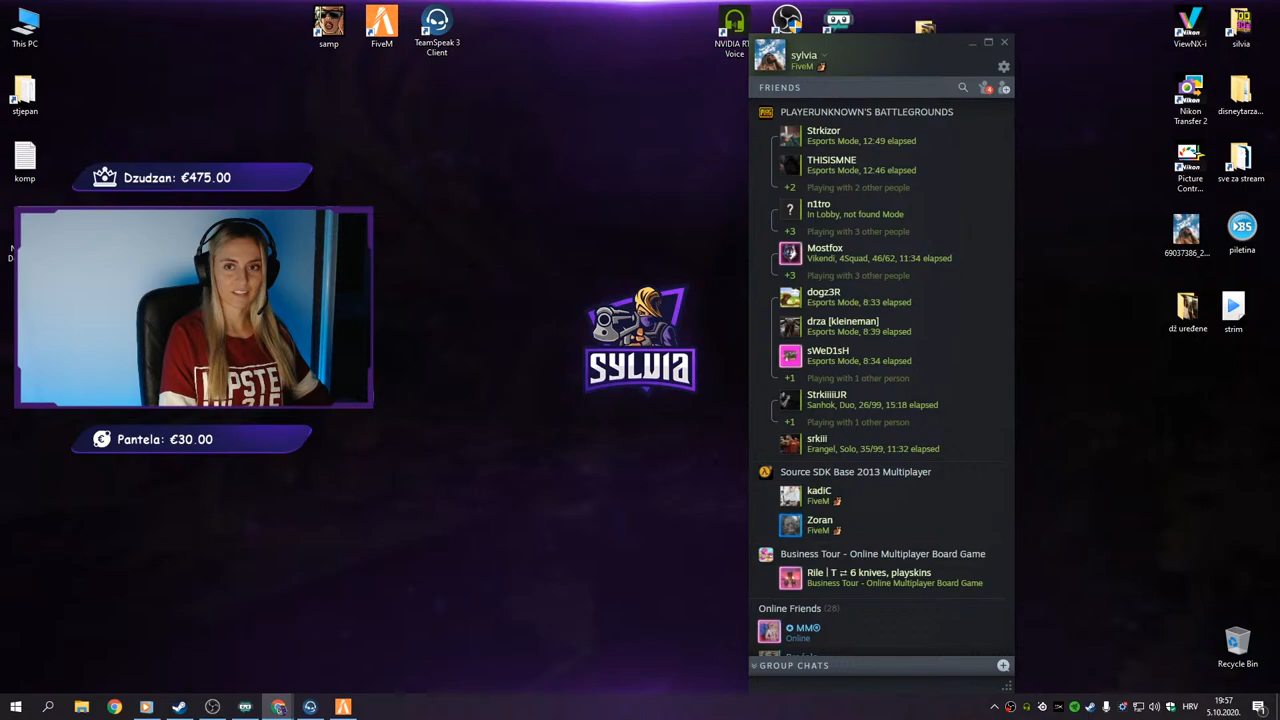 This PC
samp
FiveM
TeamSpeak 3
Client
NVIDIA RT
Voice
ViewNX-i
silvia
stjepan
Nikon
Transfer 2
disneytarza...
komp
Picture
Contr...
sve za stream
69037386_2...
piletina
dž uređene
strim
Recycle Bin
Dzudzan: €475.00
HIPSTER
Pantela: €30.00
SYLVIA
sylvia
FiveM
FRIENDS
4
PLAYERUNKNOWN'S BATTLEGROUNDS
Strkizor
Esports Mode, 12:49 elapsed
THISISMNE
Esports Mode, 12:46 elapsed
+2 Playing with 2 other people
n1tro
In Lobby, not found Mode
+3 Playing with 3 other people
Mostfox
Vikendi, 4Squad, 46/62, 11:34 elapsed
+3 Playing with 3 other people
dogz3R
Esports Mode, 8:33 elapsed
drza [kleineman]
Esports Mode, 8:39 elapsed
sWeD1sH
Esports Mode, 8:34 elapsed
+1 Playing with 1 other person
StrkiiiiJR
Sanhok, Duo, 26/99, 15:18 elapsed
+1 Playing with 1 other person
srkiii
Erangel, Solo, 35/99, 11:32 elapsed
Source SDK Base 2013 Multiplayer
kadiC
FiveM
Zoran
FiveM
Business Tour - Online Multiplayer Board Game
Rile | T ⇄ 6 knives, playskins
Business Tour - Online Multiplayer Board Game
Online Friends (26)
✪ MM®
Online
GROUP CHATS
HRV
19:57
5.10.2020.